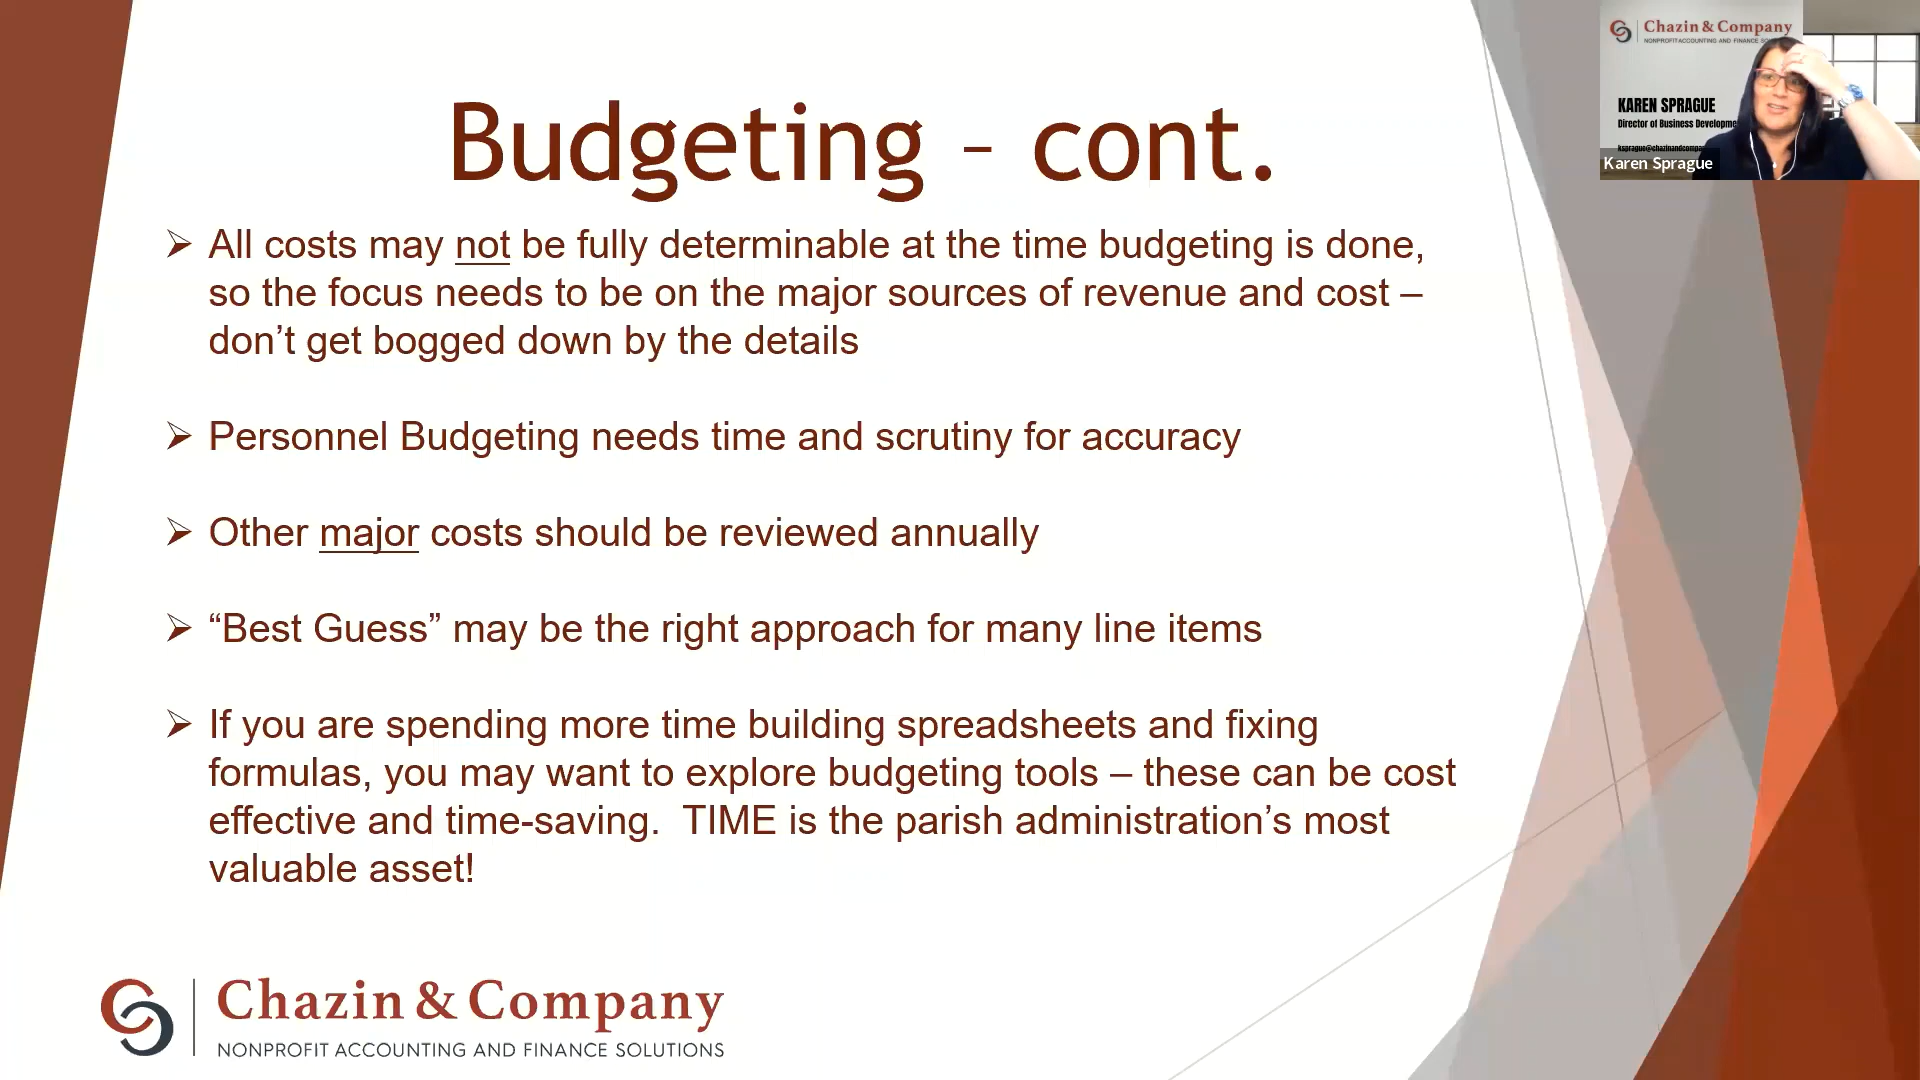 Budgeting – cont.
➢ All costs may not be fully determinable at the time budgeting is done,
so the focus needs to be on the major sources of revenue and cost –
don’t get bogged down by the details
➢ Personnel Budgeting needs time and scrutiny for accuracy
➢ Other major costs should be reviewed annually
➢ “Best Guess” may be the right approach for many line items
➢ If you are spending more time building spreadsheets and fixing
formulas, you may want to explore budgeting tools – these can be cost
effective and time-saving.  TIME is the parish administration’s most
valuable asset!
Chazin & Company
NONPROFIT ACCOUNTING AND FINANCE SOLUTIONS
Chazin & Company
NONPROFIT ACCOUNTING AND FINANCE
KAREN SPRAGUE
Director of Business
Karen Sprague